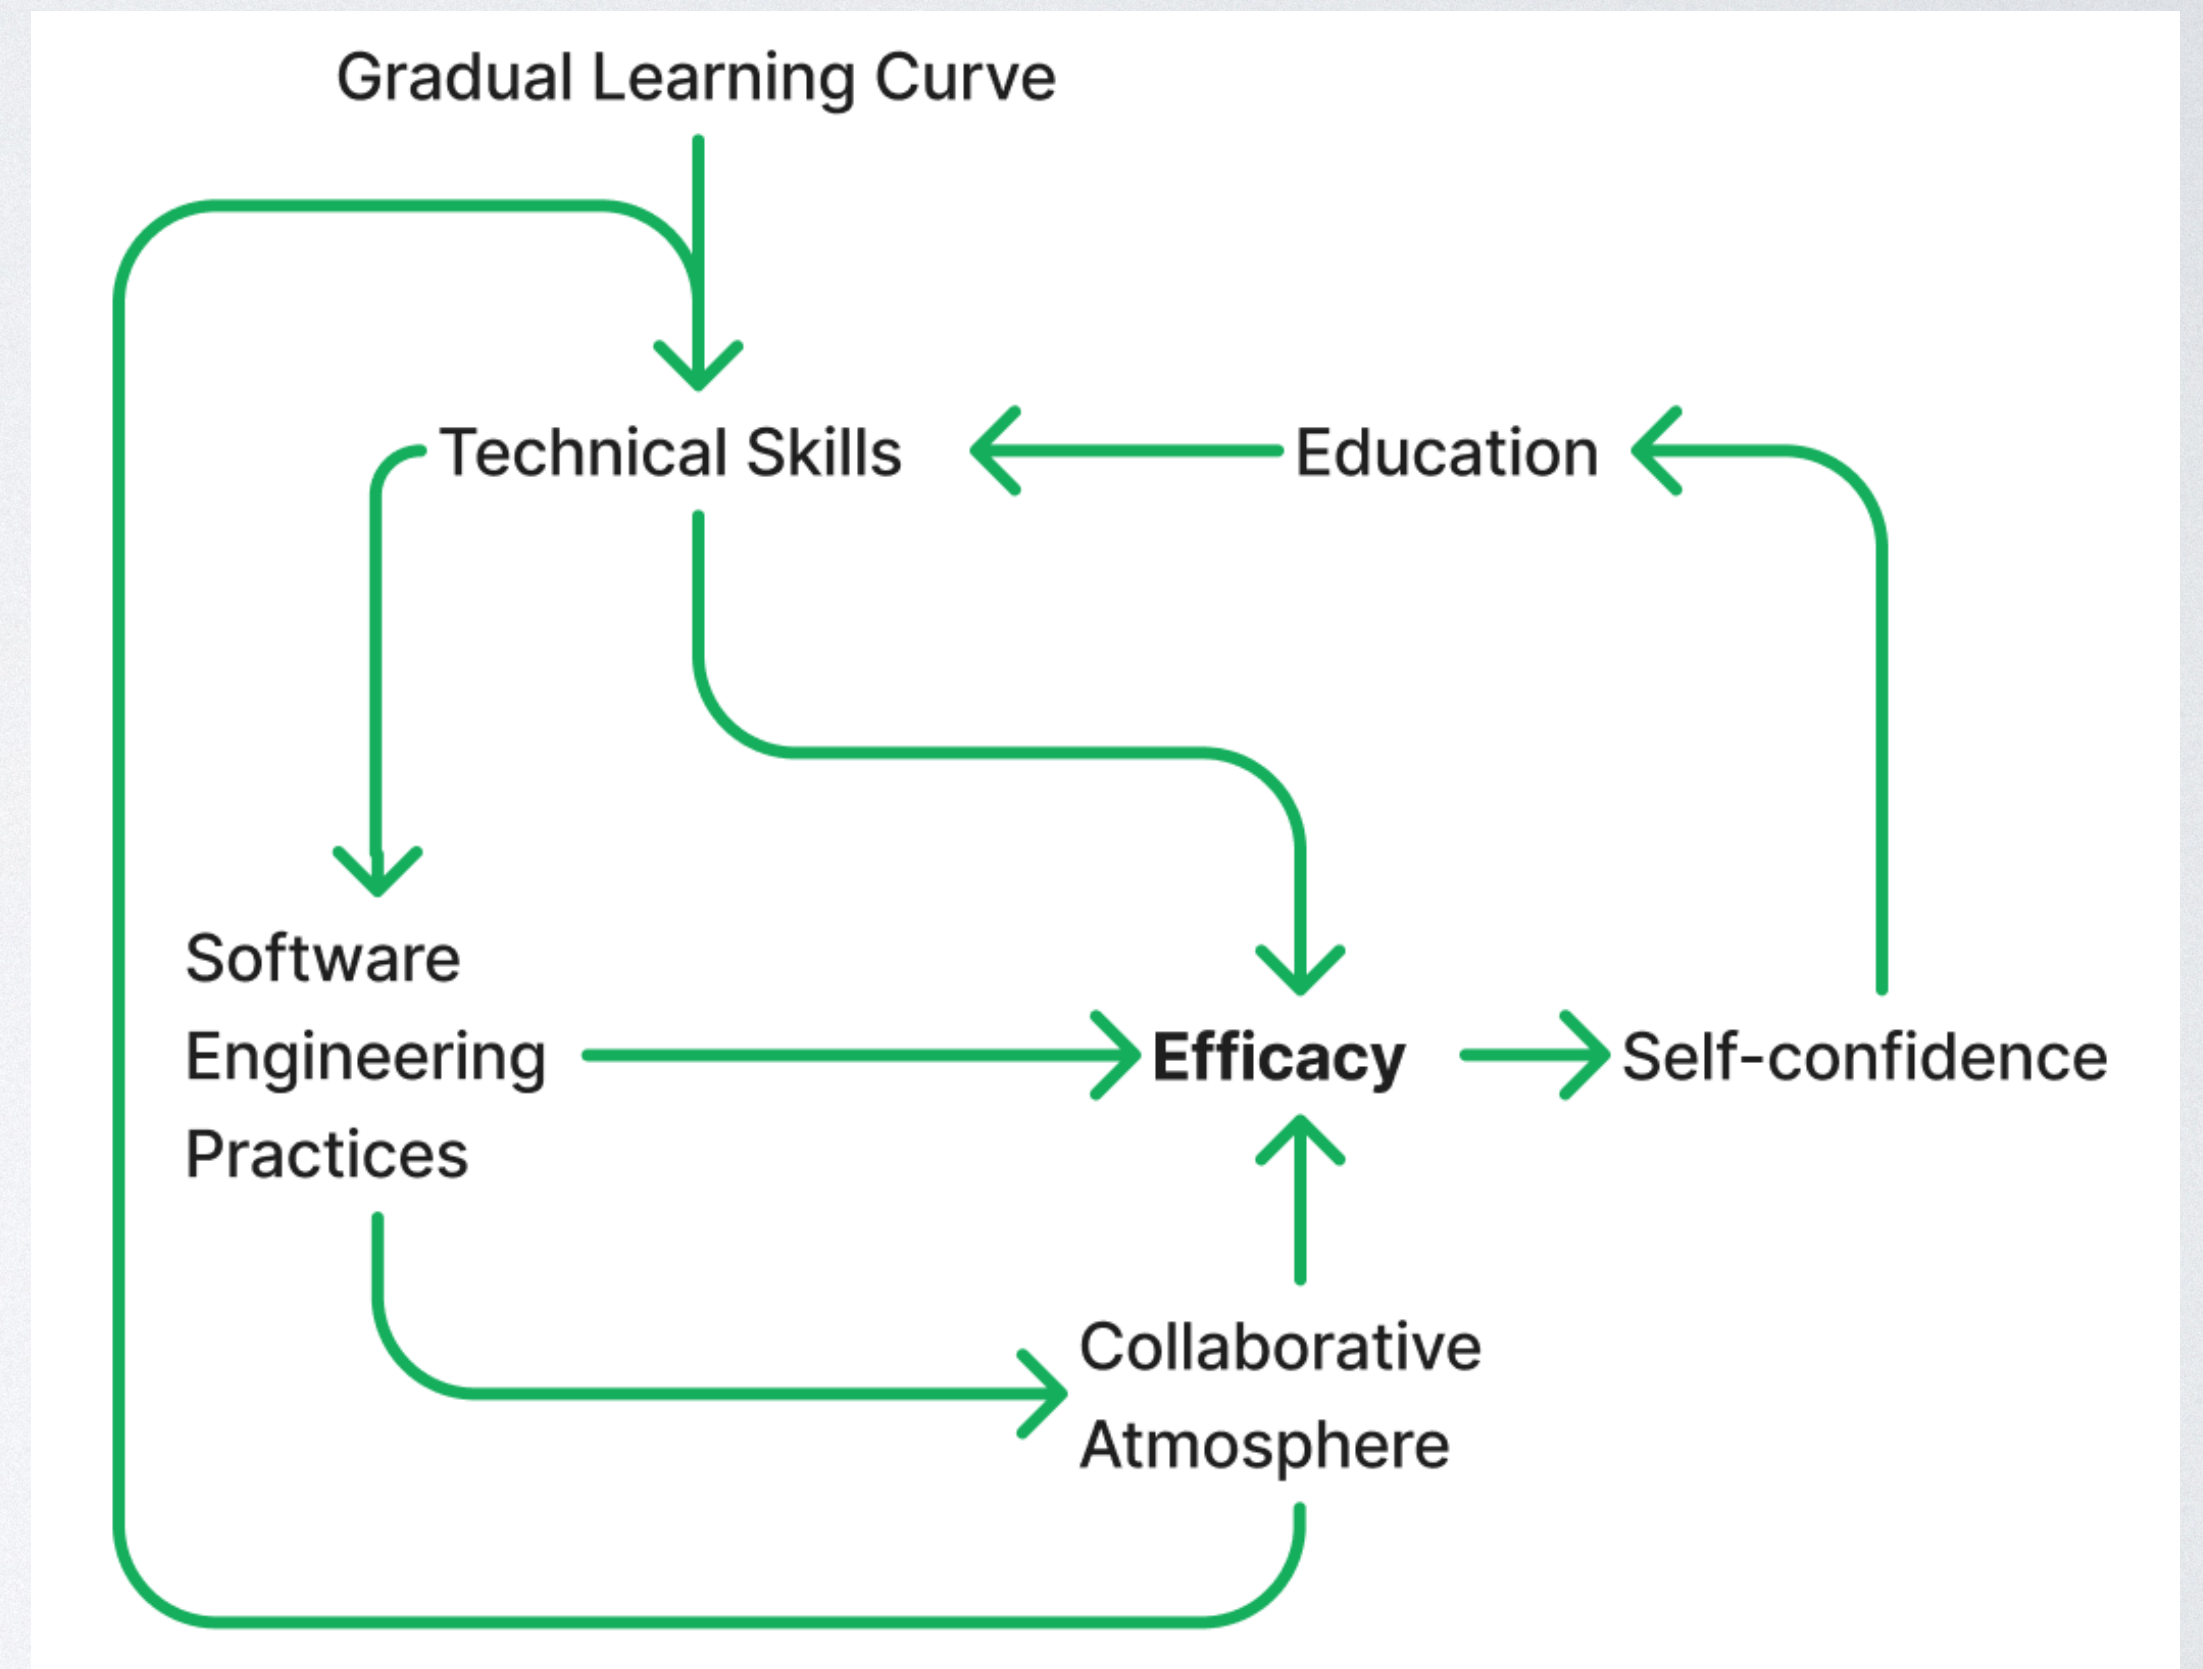 Gradual Learning Curve
Technical Skills
Education
Software
Engineering
Practices
Efficacy
Self-confidence
Collaborative
Atmosphere